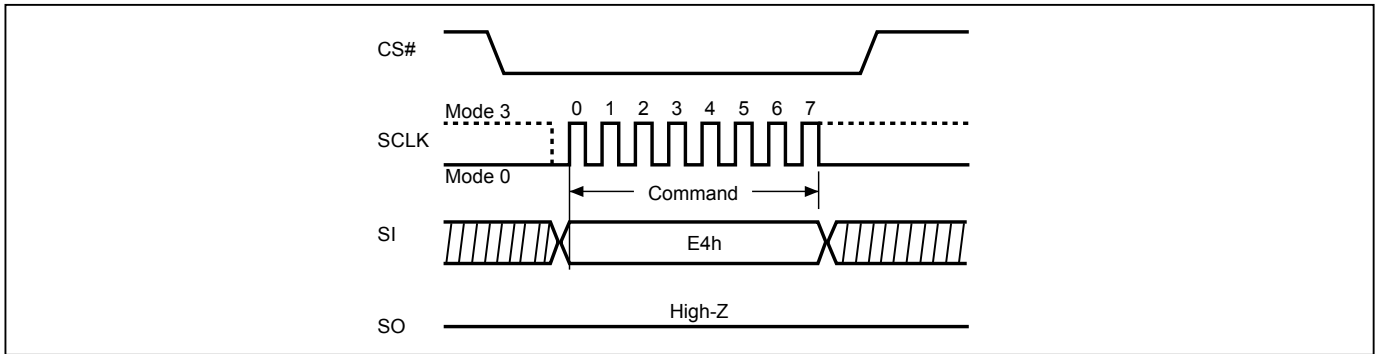 CS#
Mode 3
0 1 2 3 4 5 6 7
SCLK
Mode 0
Command
SI
E4h
High-Z
SO